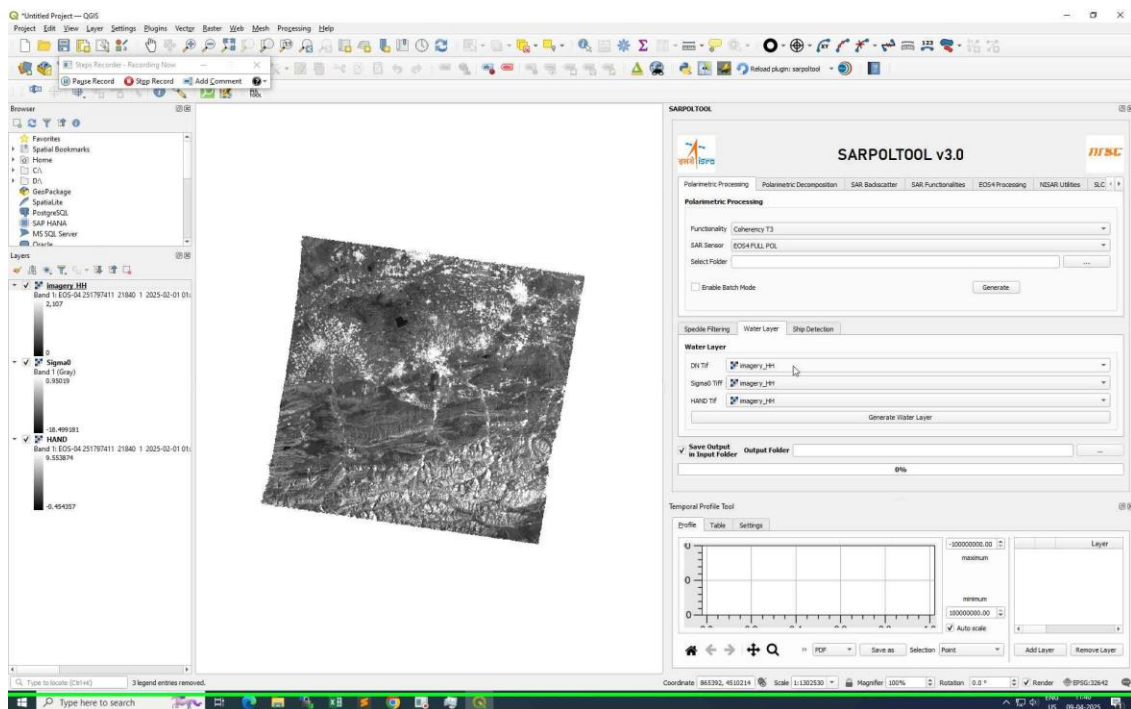 *Untitled Project — QGIS
Project Edit View Layer Settings Plugins Vector Raster Web Mesh Processing Help
Steps Recorder - Recording Now
Reload plugin: sarpoltool
Pause Record Stop Record Add Comment
Browser
Favorites
Spatial Bookmarks
Home
C:\
D:\
GeoPackage
SpatiaLite
PostgreSQL
SAP HANA
MS SQL Server
Oracle
Layers
imagery_HH
Band 1: EOS-04 251797411 21840 1 2025-02-01 01:
2,107
0
Sigma0
Band 1 (Gray)
0.95019
-18.499181
HAND
Band 1: EOS-04 251797411 21840 1 2025-02-01 01:
9.553874
-0.454357
SARPOLTOOL
इसरो isro
SARPOLTOOL v3.0
nrsc
Polarimetric Processing Polarimetric Decomposition SAR Backscatter SAR Functionalities EOS4 Processing NISAR Utilities SLC
Polarimetric Processing
Functionality Coherency T3
SAR Sensor EOS4 FULL POL
Select Folder ...
Enable Batch Mode Generate
Speckle Filtering Water Layer Ship Detection
Water Layer
DN Tif imagery_HH
Sigma0 Tiff imagery_HH
HAND Tif imagery_HH
Generate Water Layer
Save Output in Input Folder Output Folder ...
0%
Temporal Profile Tool
Profile Table Settings
-100000000.00
maximum
Layer
minimum
100000000.00
Auto scale
PDF Save as Selection Point Add Layer Remove Layer
Type to locate (Ctrl+K) 3 legend entries removed.
Coordinate 865392, 4510214 Scale 1:1302530 Magnifier 100% Rotation 0.0 ° Render EPSG:32642
Type here to search
ENG 11:40
US 09-04-2025